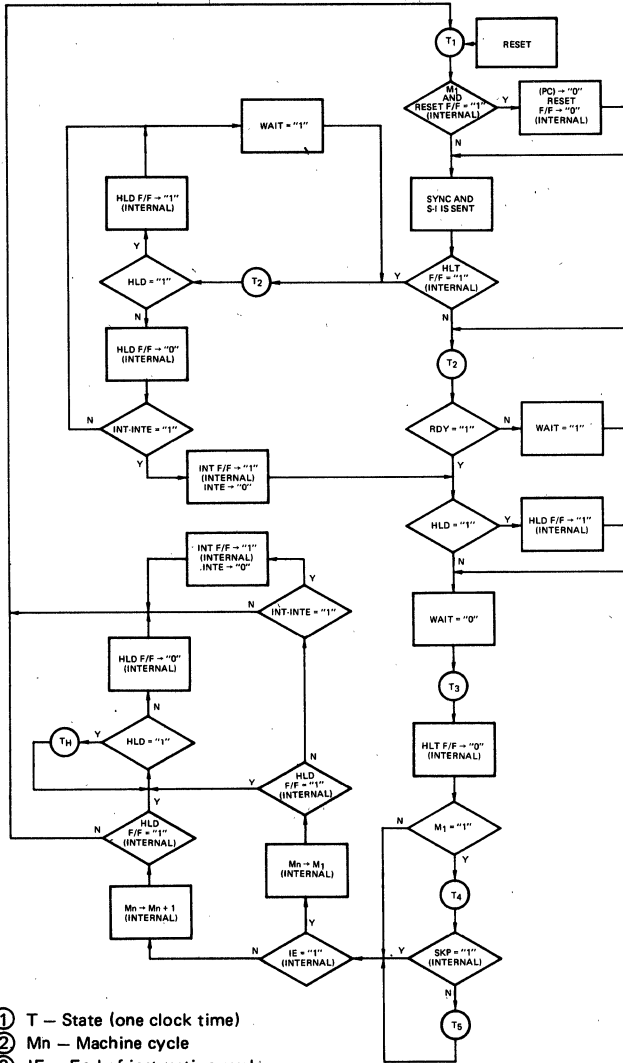 T1
RESET
M1
AND
RESET F/F = "1"
(INTERNAL)
Y
(PC) → "0"
RESET
F/F → "0"
(INTERNAL)
N
WAIT = "1"
HLD F/F → "1"
(INTERNAL)
SYNC AND
S-I IS SENT
Y
HLD = "1"
T2
Y
HLT
F/F = "1"
(INTERNAL)
N
N
HLD F/F → "0"
(INTERNAL)
T2
N
INT·INTE = "1"
Y
RDY = "1"
N
WAIT = "1"
Y
INT F/F → "1"
(INTERNAL)
INTE → "0"
HLD = "1"
Y
HLD F/F → "1"
(INTERNAL)
N
INT F/F → "1"
(INTERNAL)
INTE → "0"
Y
N
INT·INTE = "1"
WAIT = "0"
HLD F/F → "0"
(INTERNAL)
T3
N
TH
Y
HLD = "1"
HLT F/F → "0"
(INTERNAL)
N
Y
HLD
F/F = "1"
(INTERNAL)
Y
N
HLD
F/F = "1"
(INTERNAL)
N
M1 = "1"
Y
Mn → M1
(INTERNAL)
T4
Mn → Mn + 1
(INTERNAL)
Y
N
IE = "1"
(INTERNAL)
Y
SKP = "1"
(INTERNAL)
N
T5
① T – State (one clock time)
② Mn – Machine cycle